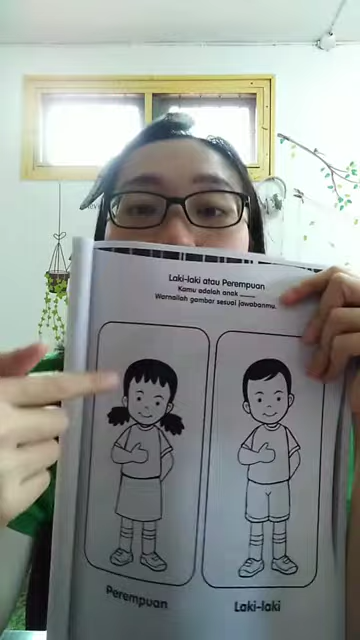 Laki-laki atau Perempuan
Kamu adalah anak ____
Warnailah gambar sesuai jawabanmu.
Perempuan
Laki-laki